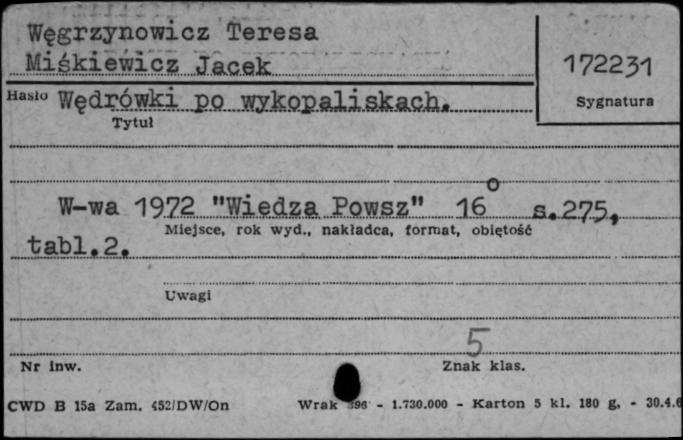 Węgrzynowicz Teresa
Miśkiewicz Jacek
172231
Hasło Wędrówki po wykopaliskach.
Sygnatura
Tytuł
W-wa 1972 "Wiedza Powsz" 16° s.275,
Miejsce, rok wyd., nakładca, format, objętość
tabl.2.
Uwagi
5
Nr inw. Znak klas.
CWD B 15a Zam. 452/DW/On Wrak 396 - 1.730.000 - Karton 5 kl. 180 g. - 30.4.6